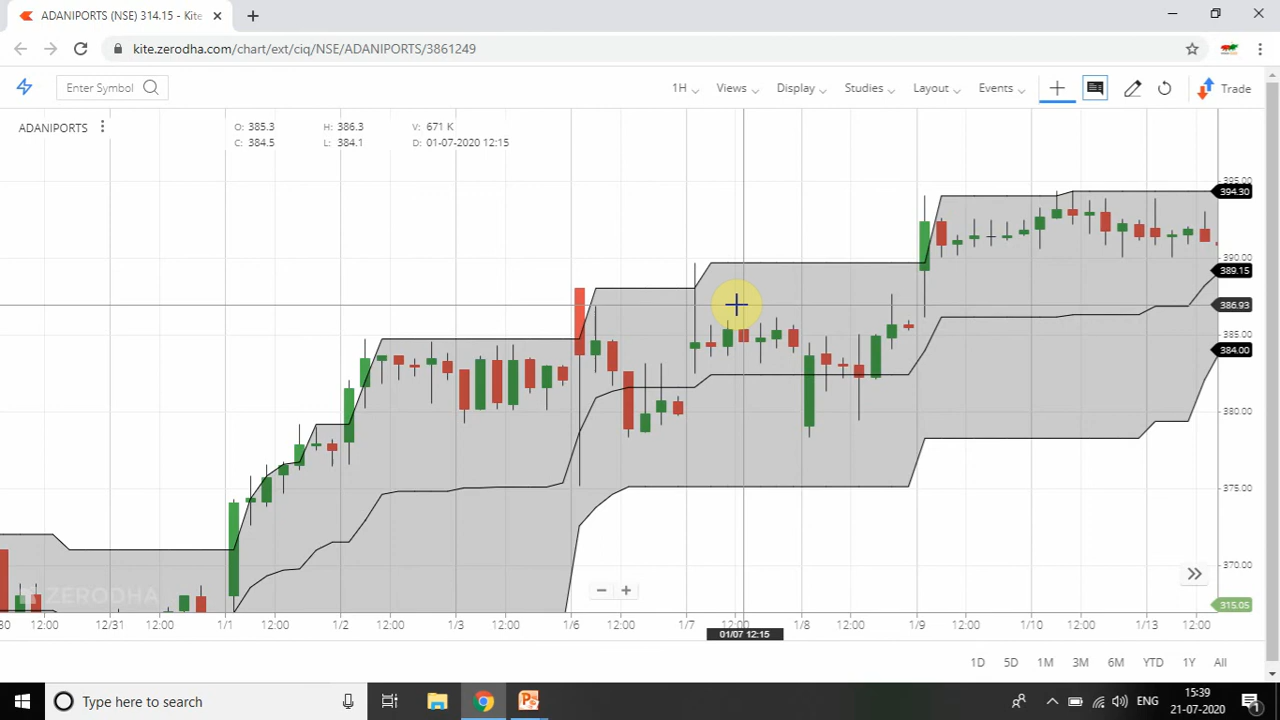 ADANIPORTS (NSE) 314.15 - Kite
kite.zerodha.com/chart/ext/ciq/NSE/ADANIPORTS/3861249
Enter Symbol
1H Views Display Studies Layout Events Trade
ADANIPORTS
O: 385.3 H: 386.3 V: 671 K
C: 384.5 L: 384.1 D: 01-07-2020 12:15
395.00
394.30
390.00
389.15
386.93
385.00
384.00
380.00
375.00
370.00
315.05
ZERODHA
30 12:00 12/31 12:00 1/1 12:00 1/2 12:00 1/3 12:00 1/6 12:00 1/7 12:00 1/8 12:00 1/9 12:00 1/10 12:00 1/13 12:00
01/07 12:15
1D 5D 1M 3M 6M YTD 1Y All
Type here to search
ENG
15:39
21-07-2020
1